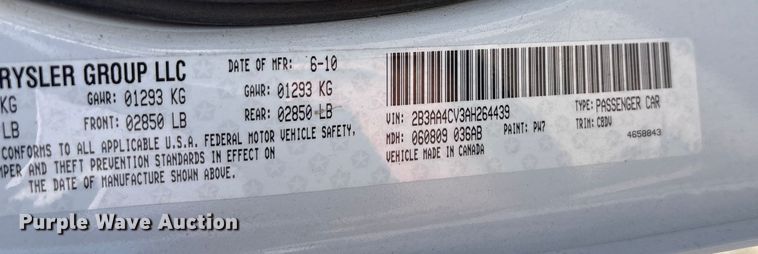 RYSLER GROUP LLC DATE OF MFR: 6-10
KG GAWR: 01293 KG GAWR: 01293 KG
LB FRONT: 02850 LB REAR: 02850 LB
CONFORMS TO ALL APPLICABLE U.S.A. FEDERAL MOTOR VEHICLE SAFETY,
MPER AND THEFT PREVENTION STANDARDS IN EFFECT ON
THE DATE OF MANUFACTURE SHOWN ABOVE.
VIN: 2B3AA4CV3AH264439 TYPE: PASSENGER CAR
MDH: 060809 036AB PAINT: PW7 TRIM: CBDV
VEHICLE MADE IN CANADA 4658843
Purple Wave Auction